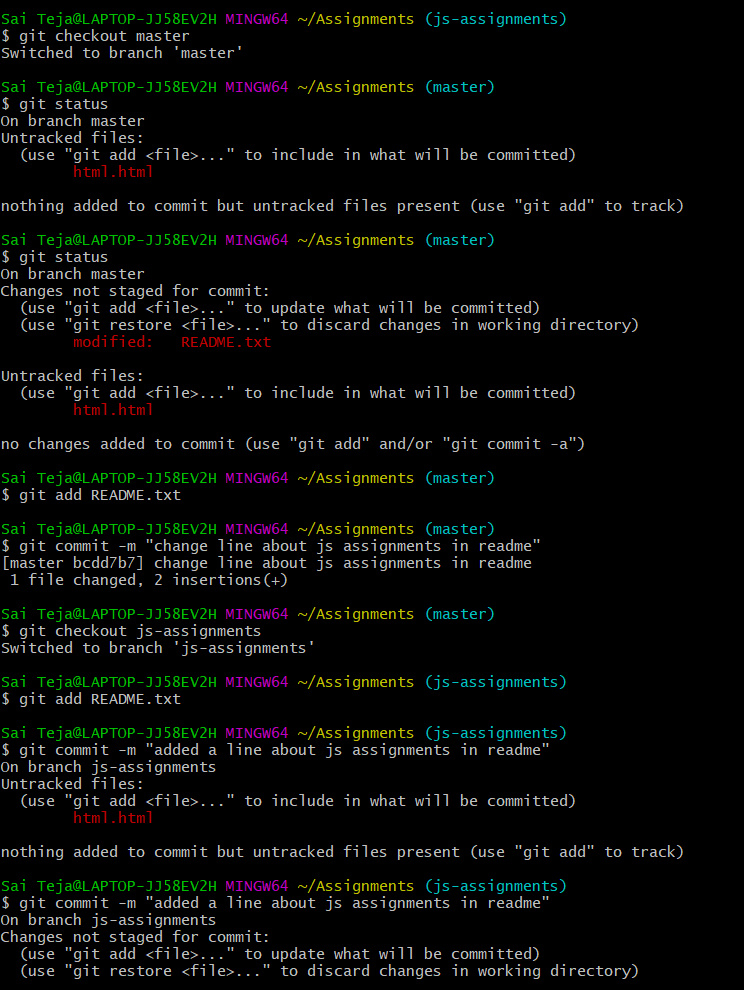 Sai Teja@LAPTOP-JJ58EV2H MINGW64 ~/Assignments (js-assignments)
$ git checkout master
Switched to branch 'master'

Sai Teja@LAPTOP-JJ58EV2H MINGW64 ~/Assignments (master)
$ git status
On branch master
Untracked files:
  (use "git add <file>..." to include in what will be committed)
        html.html

nothing added to commit but untracked files present (use "git add" to track)

Sai Teja@LAPTOP-JJ58EV2H MINGW64 ~/Assignments (master)
$ git status
On branch master
Changes not staged for commit:
  (use "git add <file>..." to update what will be committed)
  (use "git restore <file>..." to discard changes in working directory)
        modified:   README.txt

Untracked files:
  (use "git add <file>..." to include in what will be committed)
        html.html

no changes added to commit (use "git add" and/or "git commit -a")

Sai Teja@LAPTOP-JJ58EV2H MINGW64 ~/Assignments (master)
$ git add README.txt

Sai Teja@LAPTOP-JJ58EV2H MINGW64 ~/Assignments (master)
$ git commit -m "change line about js assignments in readme"
[master bcdd7b7] change line about js assignments in readme
 1 file changed, 2 insertions(+)

Sai Teja@LAPTOP-JJ58EV2H MINGW64 ~/Assignments (master)
$ git checkout js-assignments
Switched to branch 'js-assignments'

Sai Teja@LAPTOP-JJ58EV2H MINGW64 ~/Assignments (js-assignments)
$ git add README.txt

Sai Teja@LAPTOP-JJ58EV2H MINGW64 ~/Assignments (js-assignments)
$ git commit -m "added a line about js assignments in readme"
On branch js-assignments
Untracked files:
  (use "git add <file>..." to include in what will be committed)
        html.html

nothing added to commit but untracked files present (use "git add" to track)

Sai Teja@LAPTOP-JJ58EV2H MINGW64 ~/Assignments (js-assignments)
$ git commit -m "added a line about js assignments in readme"
On branch js-assignments
Changes not staged for commit:
  (use "git add <file>..." to update what will be committed)
  (use "git restore <file>..." to discard changes in working directory)